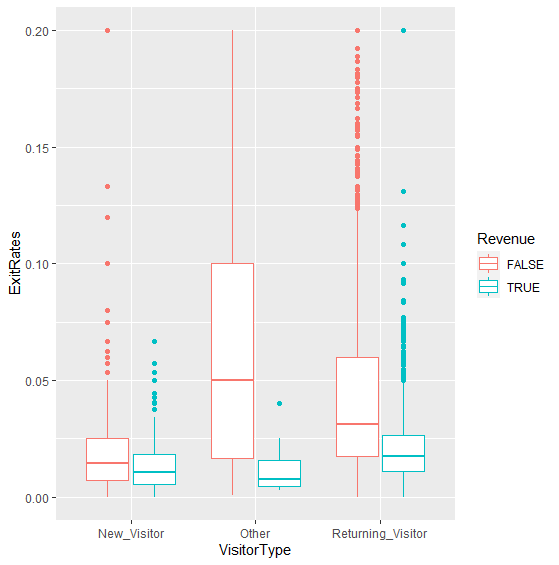 0.20
0.15
0.10
0.05
0.00
ExitRates
New_Visitor
Other
Returning_Visitor
VisitorType
Revenue
FALSE
TRUE